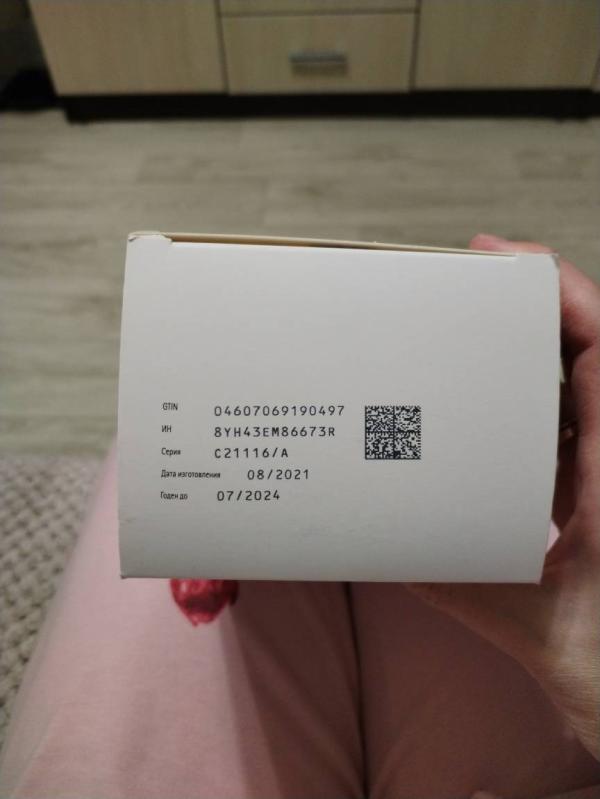 GTIN 04607069190497
ИН 8YH43EM86673R
Серия C21116/A
Дата изготовления 08/2021
Годен до 07/2024